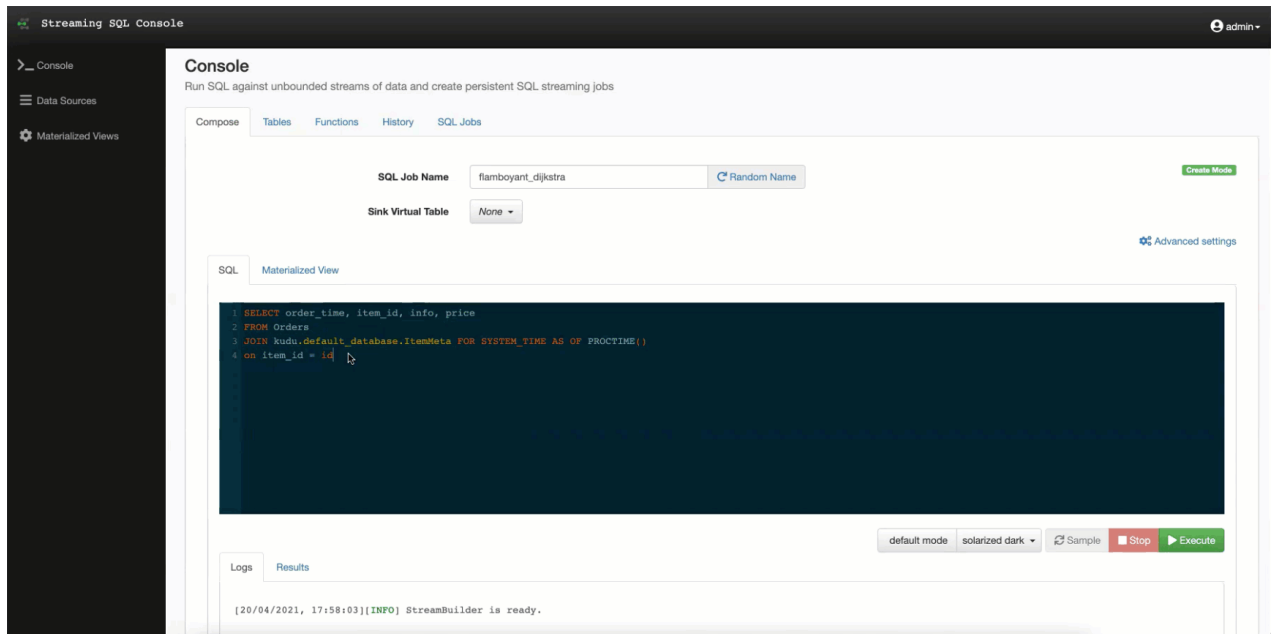 Streaming SQL Console
admin
Console
Data Sources
Materialized Views
Console
Run SQL against unbounded streams of data and create persistent SQL streaming jobs
Compose Tables Functions History SQL Jobs
SQL Job Name flamboyant_dijkstra Random Name Create Mode
Sink Virtual Table None
Advanced settings
SQL Materialized View
1 SELECT order_time, item_id, info, price
2 FROM Orders
3 JOIN kudu.default_database.ItemMeta FOR SYSTEM_TIME AS OF PROCTIME()
4 on item_id = id
default mode solarized dark Sample Stop Execute
Logs Results
[20/04/2021, 17:58:03][INFO] StreamBuilder is ready.